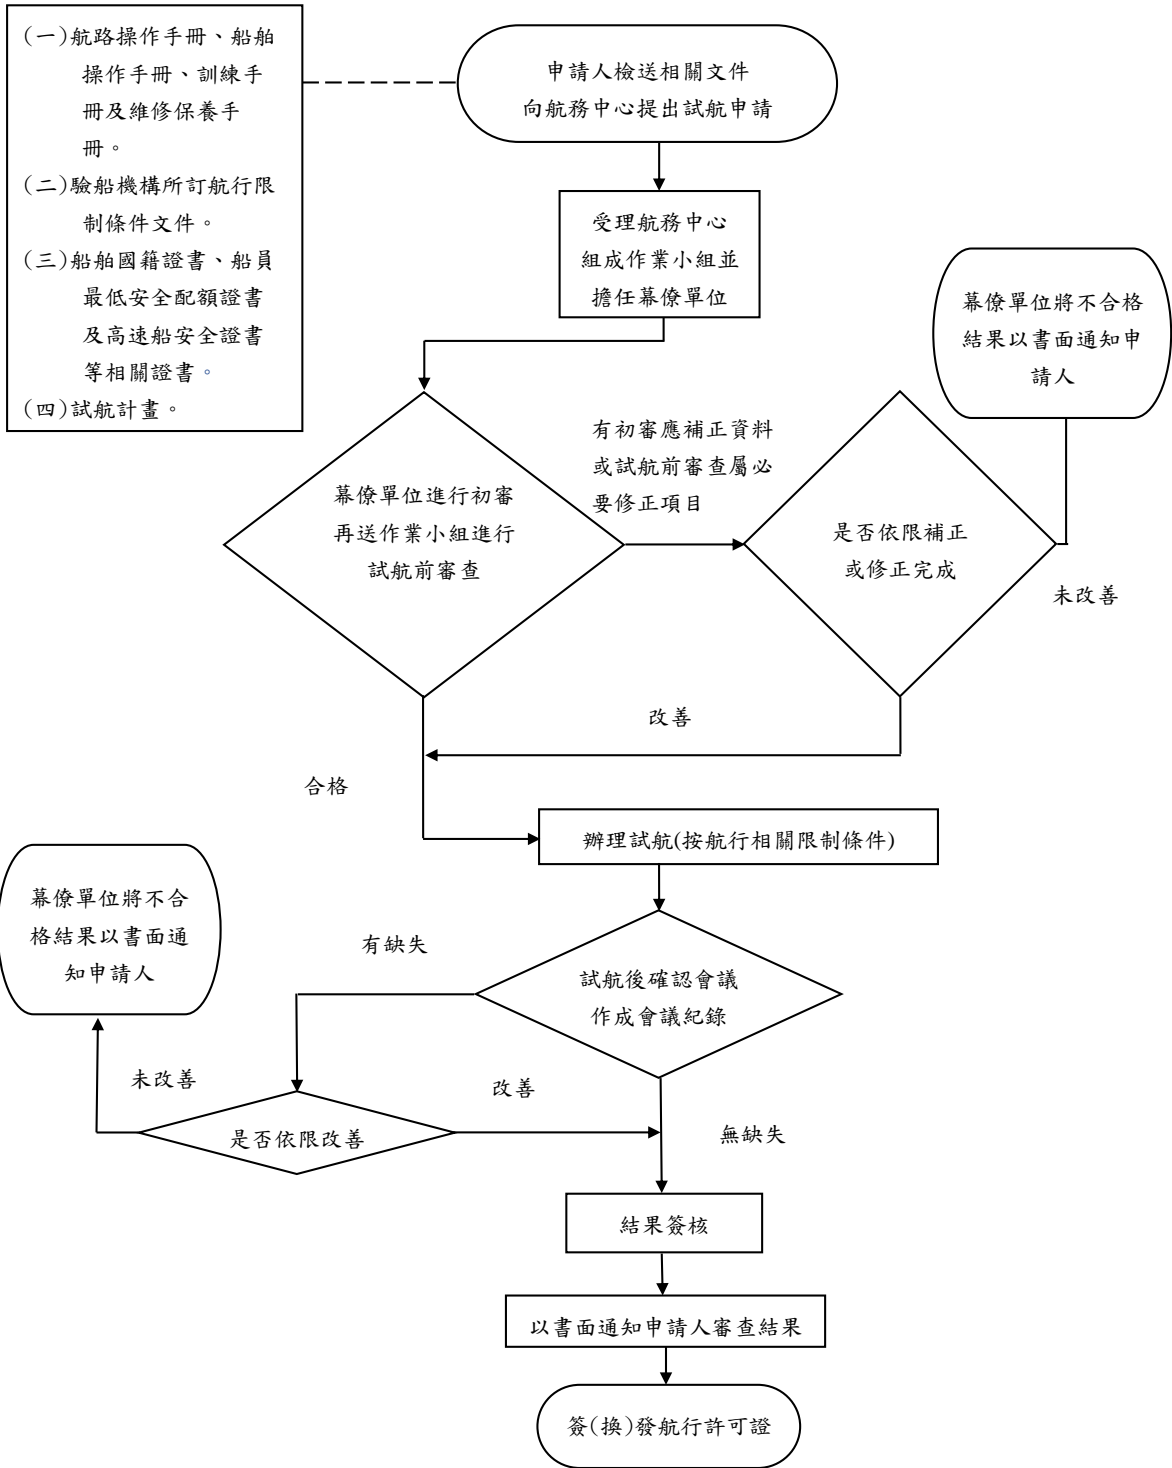 (一)航路操作手冊、船舶
操作手冊、訓練手
冊及維修保養手
冊。
(二)驗船機構所訂航行限
制條件文件。
(三)船舶國籍證書、船員
最低安全配額證書
及高速船安全證書
等相關證書。
(四)試航計畫。
申請人檢送相關文件
向航務中心提出試航申請
受理航務中心
組成作業小組並
擔任幕僚單位
幕僚單位將不合格
結果以書面通知申
請人
有初審應補正資料
或試航前審查屬必
要修正項目
幕僚單位進行初審
再送作業小組進行
試航前審查
是否依限補正
或修正完成
未改善
改善
合格
辦理試航(按航行相關限制條件)
幕僚單位將不合
格結果以書面通
知申請人
有缺失
試航後確認會議
作成會議紀錄
未改善
改善
是否依限改善
無缺失
結果簽核
以書面通知申請人審查結果
簽(換)發航行許可證